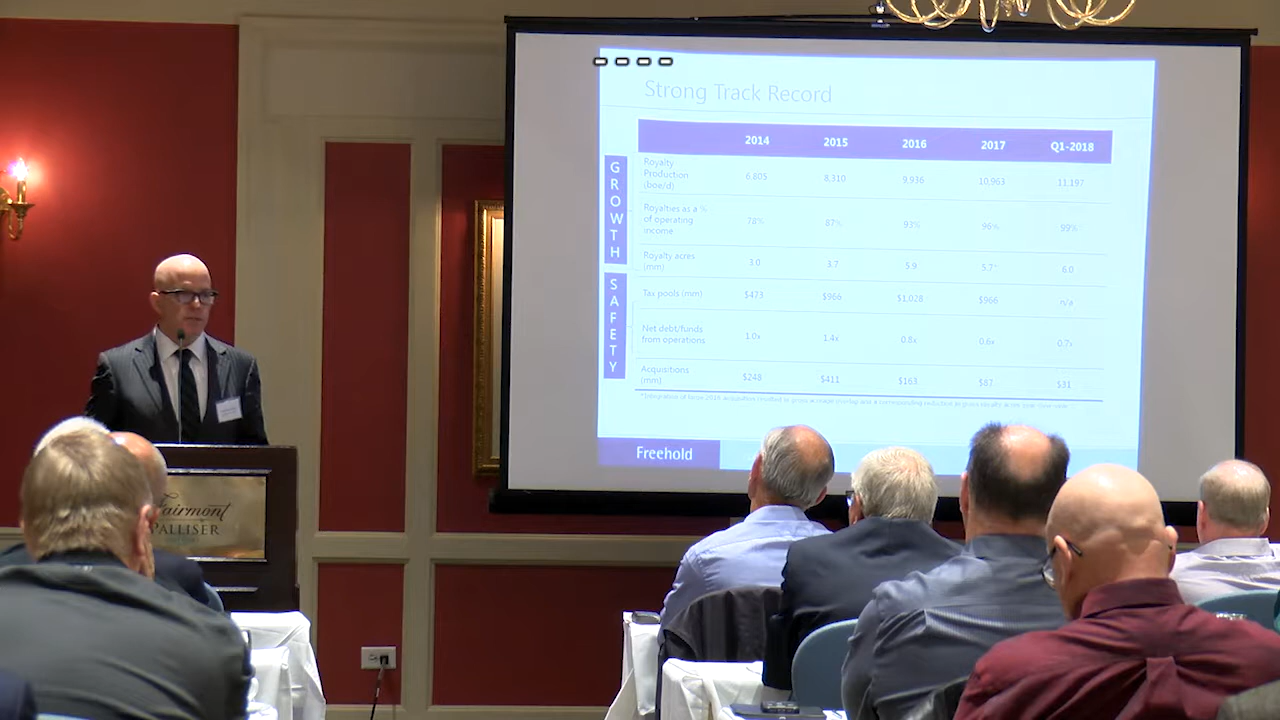 Strong Track Record
2014 2015 2016 2017 Q1-2018
GROWTH
Royalty
Production
(boe/d)
6,805 8,310 9,936 10,963 11,197
Royalties as a %
of operating
income
78% 87% 93% 96% 99%
Royalty acres
(mm)
3.0 3.7 5.9 5.7* 6.0
SAFETY
Tax pools (mm) $473 $966 $1,028 $966 n/a
Net debt/funds
from operations
1.0x 1.4x 0.8x 0.6x 0.7x
Acquisitions
(mm)
$248 $411 $163 $87 $31
Freehold
Fairmont
PALLISER